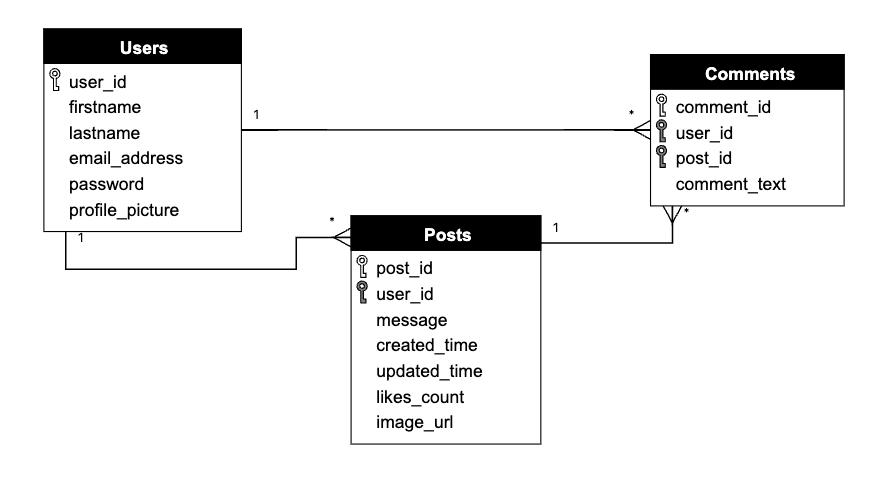 Users
user_id
firstname
lastname
email_address
password
profile_picture
1
*
1
*
Comments
comment_id
user_id
post_id
comment_text
*
Posts
post_id
user_id
message
created_time
updated_time
likes_count
image_url
1